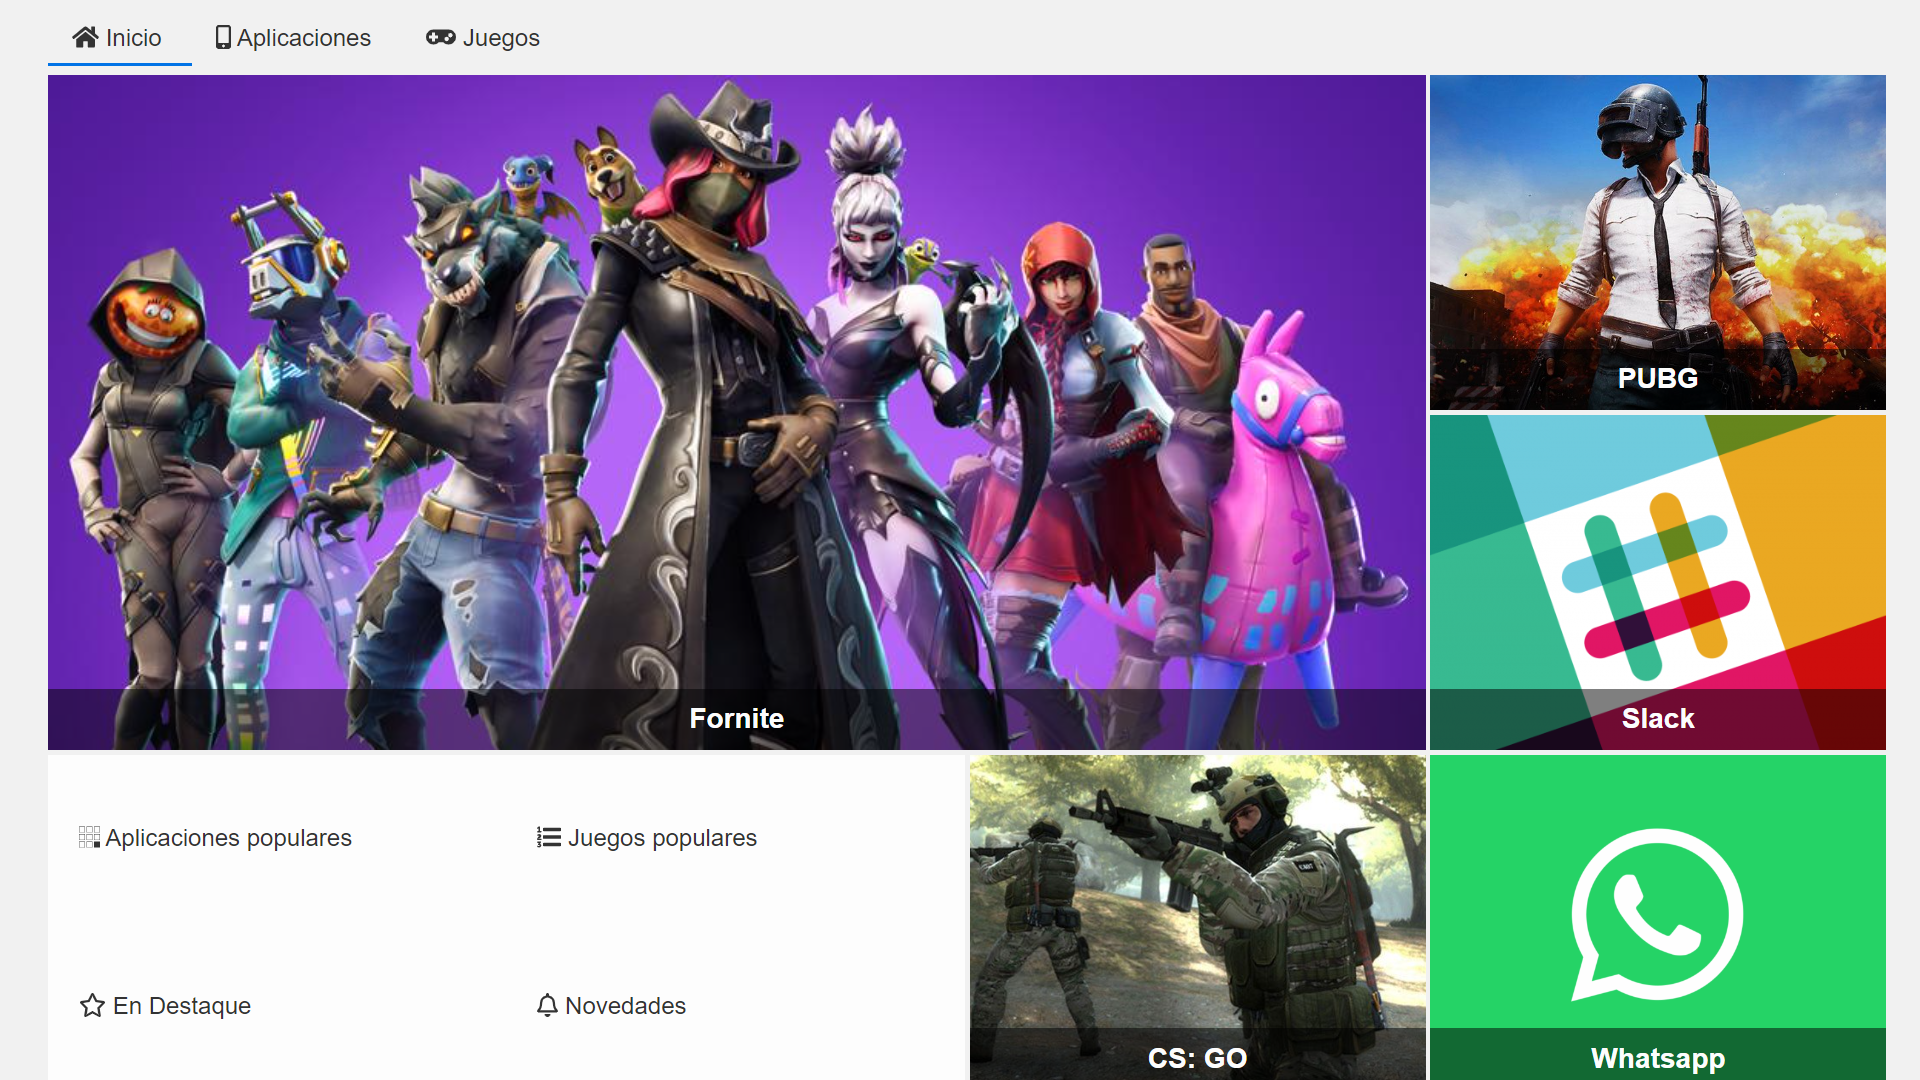 Inicio
Aplicaciones
Juegos
PUBG
Fornite
Slack
Aplicaciones populares
Juegos populares
En Destaque
Novedades
CS: GO
Whatsapp